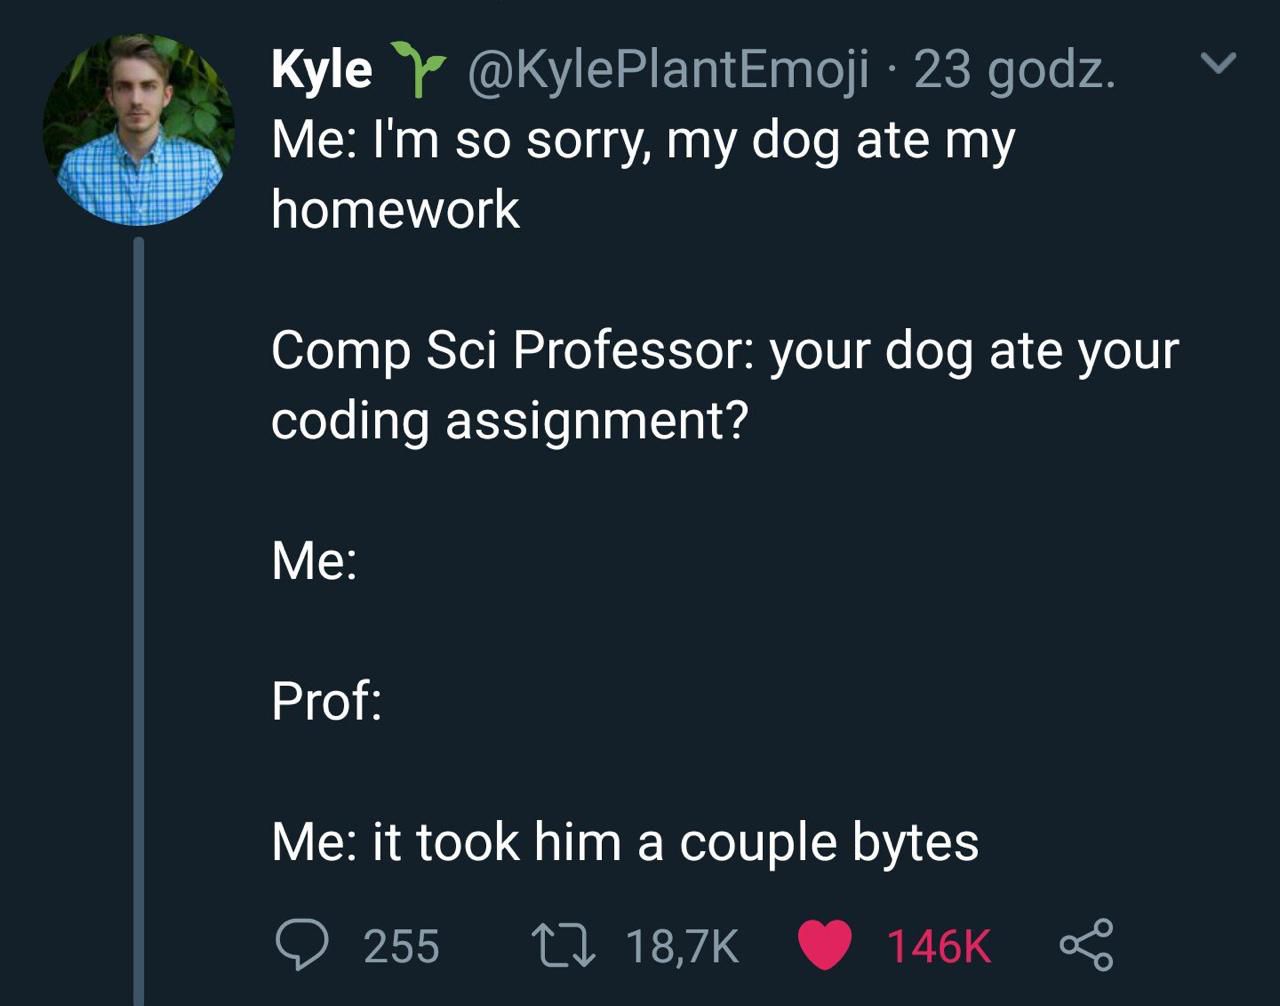 Kyle 🌱 @KylePlantEmoji · 23 godz.
Me: I'm so sorry, my dog ate my
homework
Comp Sci Professor: your dog ate your
coding assignment?
Me:
Prof:
Me: it took him a couple bytes
255 18,7K 146K